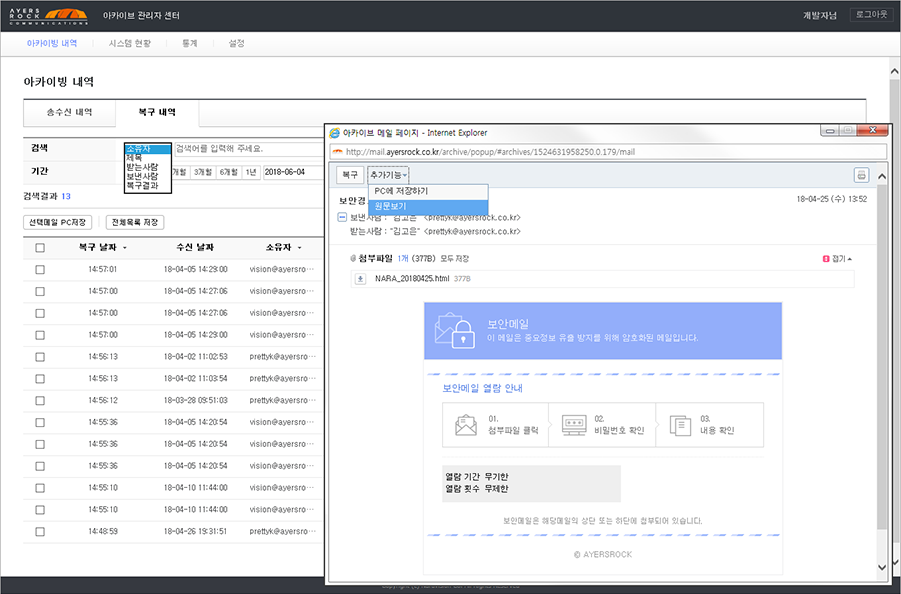 AYERS
ROCK
COMMUNICATIONS
아카이브 관리자 센터
개발자님
로그아웃
아카이빙 내역
시스템 현황
통계
설정
아카이빙 내역
송수신 내역
복구 내역
검색
소유자
제목
받는사람
보낸사람
복구결과
검색어를 입력해 주세요.
기간
개월
3개월
6개월
1년
2018-06-04
검색결과 13
선택메일 PC저장
전체목록 저장
복구 날짜
수신 날짜
소유자
14:57:01 18-04-05 14:29:00 vision@ayersro···
14:57:00 18-04-05 14:27:06 vision@ayersro···
14:57:00 18-04-05 14:27:06 vision@ayersro···
14:57:00 18-04-05 14:29:00 vision@ayersro···
14:56:13 18-04-02 11:02:53 prettyk@ayersro···
14:56:13 18-04-02 11:03:54 prettyk@ayersro···
14:56:12 18-03-28 09:51:03 prettyk@ayersro···
14:55:36 18-04-05 14:20:54 vision@ayersro···
14:55:36 18-04-05 14:20:54 vision@ayersro···
14:55:36 18-04-05 14:20:54 vision@ayersro···
14:55:10 18-04-10 11:44:00 vision@ayersro···
14:55:10 18-04-10 11:44:00 vision@ayersro···
14:48:59 18-04-26 19:31:51 prettyk@ayersro···
아카이브 메일 페이지 - Internet Explorer
http://mail.ayersrock.co.kr/archive/popup/#archives/1524631958250.0.179/mail
복구
추가기능
PC에 저장하기
원문보기
18-04-25 (수) 13:52
보낸사람 : "김고은" <prettyk@ayersrock.co.kr>
받는사람 : "김고은" <prettyk@ayersrock.co.kr>
첨부파일 1개 (377B) 모두 저장
접기
NARA_20180425.html 377B
보안메일
이 메일은 중요정보 유출 방지를 위해 암호화된 메일입니다.
보안메일 열람 안내
01.
첨부파일 클릭
02.
비밀번호 확인
03.
내용 확인
열람 기간 무기한
열람 횟수 무제한
보안메일은 해당메일의 상단 또는 하단에 첨부되어 있습니다.
© AYERSROCK